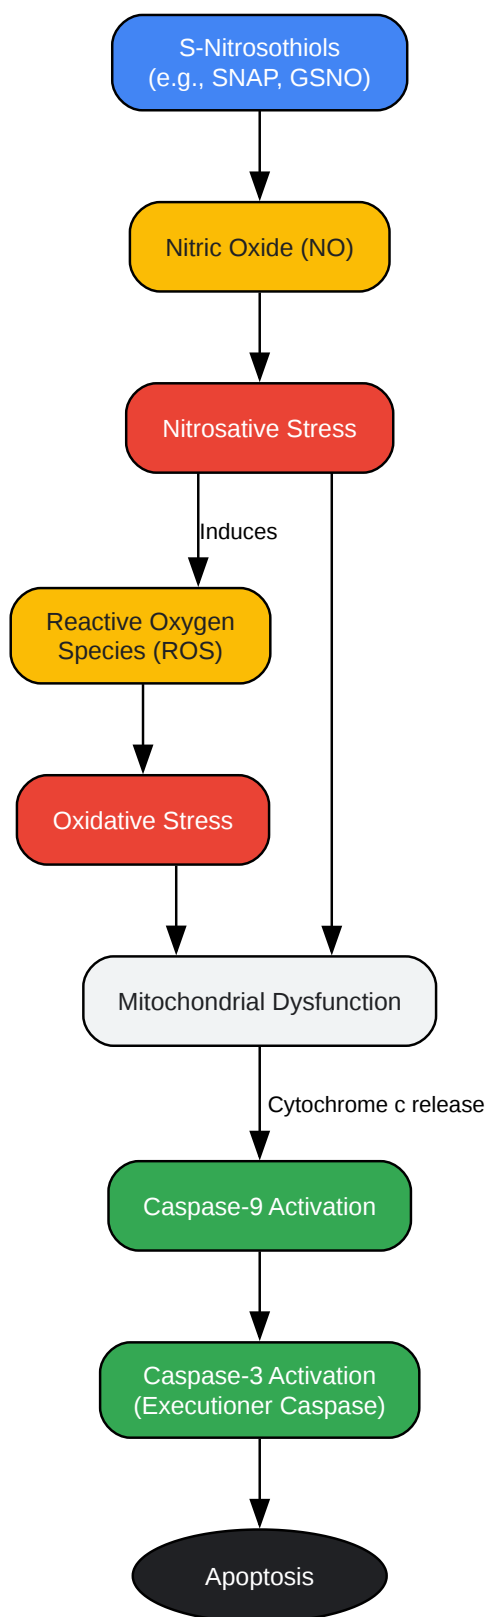 S-Nitrosothiols
(e.g., SNAP, GSNO)
Nitric Oxide (NO)
Nitrosative Stress
Induces
Reactive Oxygen
Species (ROS)
Oxidative Stress
Mitochondrial Dysfunction
Cytochrome c release
Caspase-9 Activation
Caspase-3 Activation
(Executioner Caspase)
Apoptosis